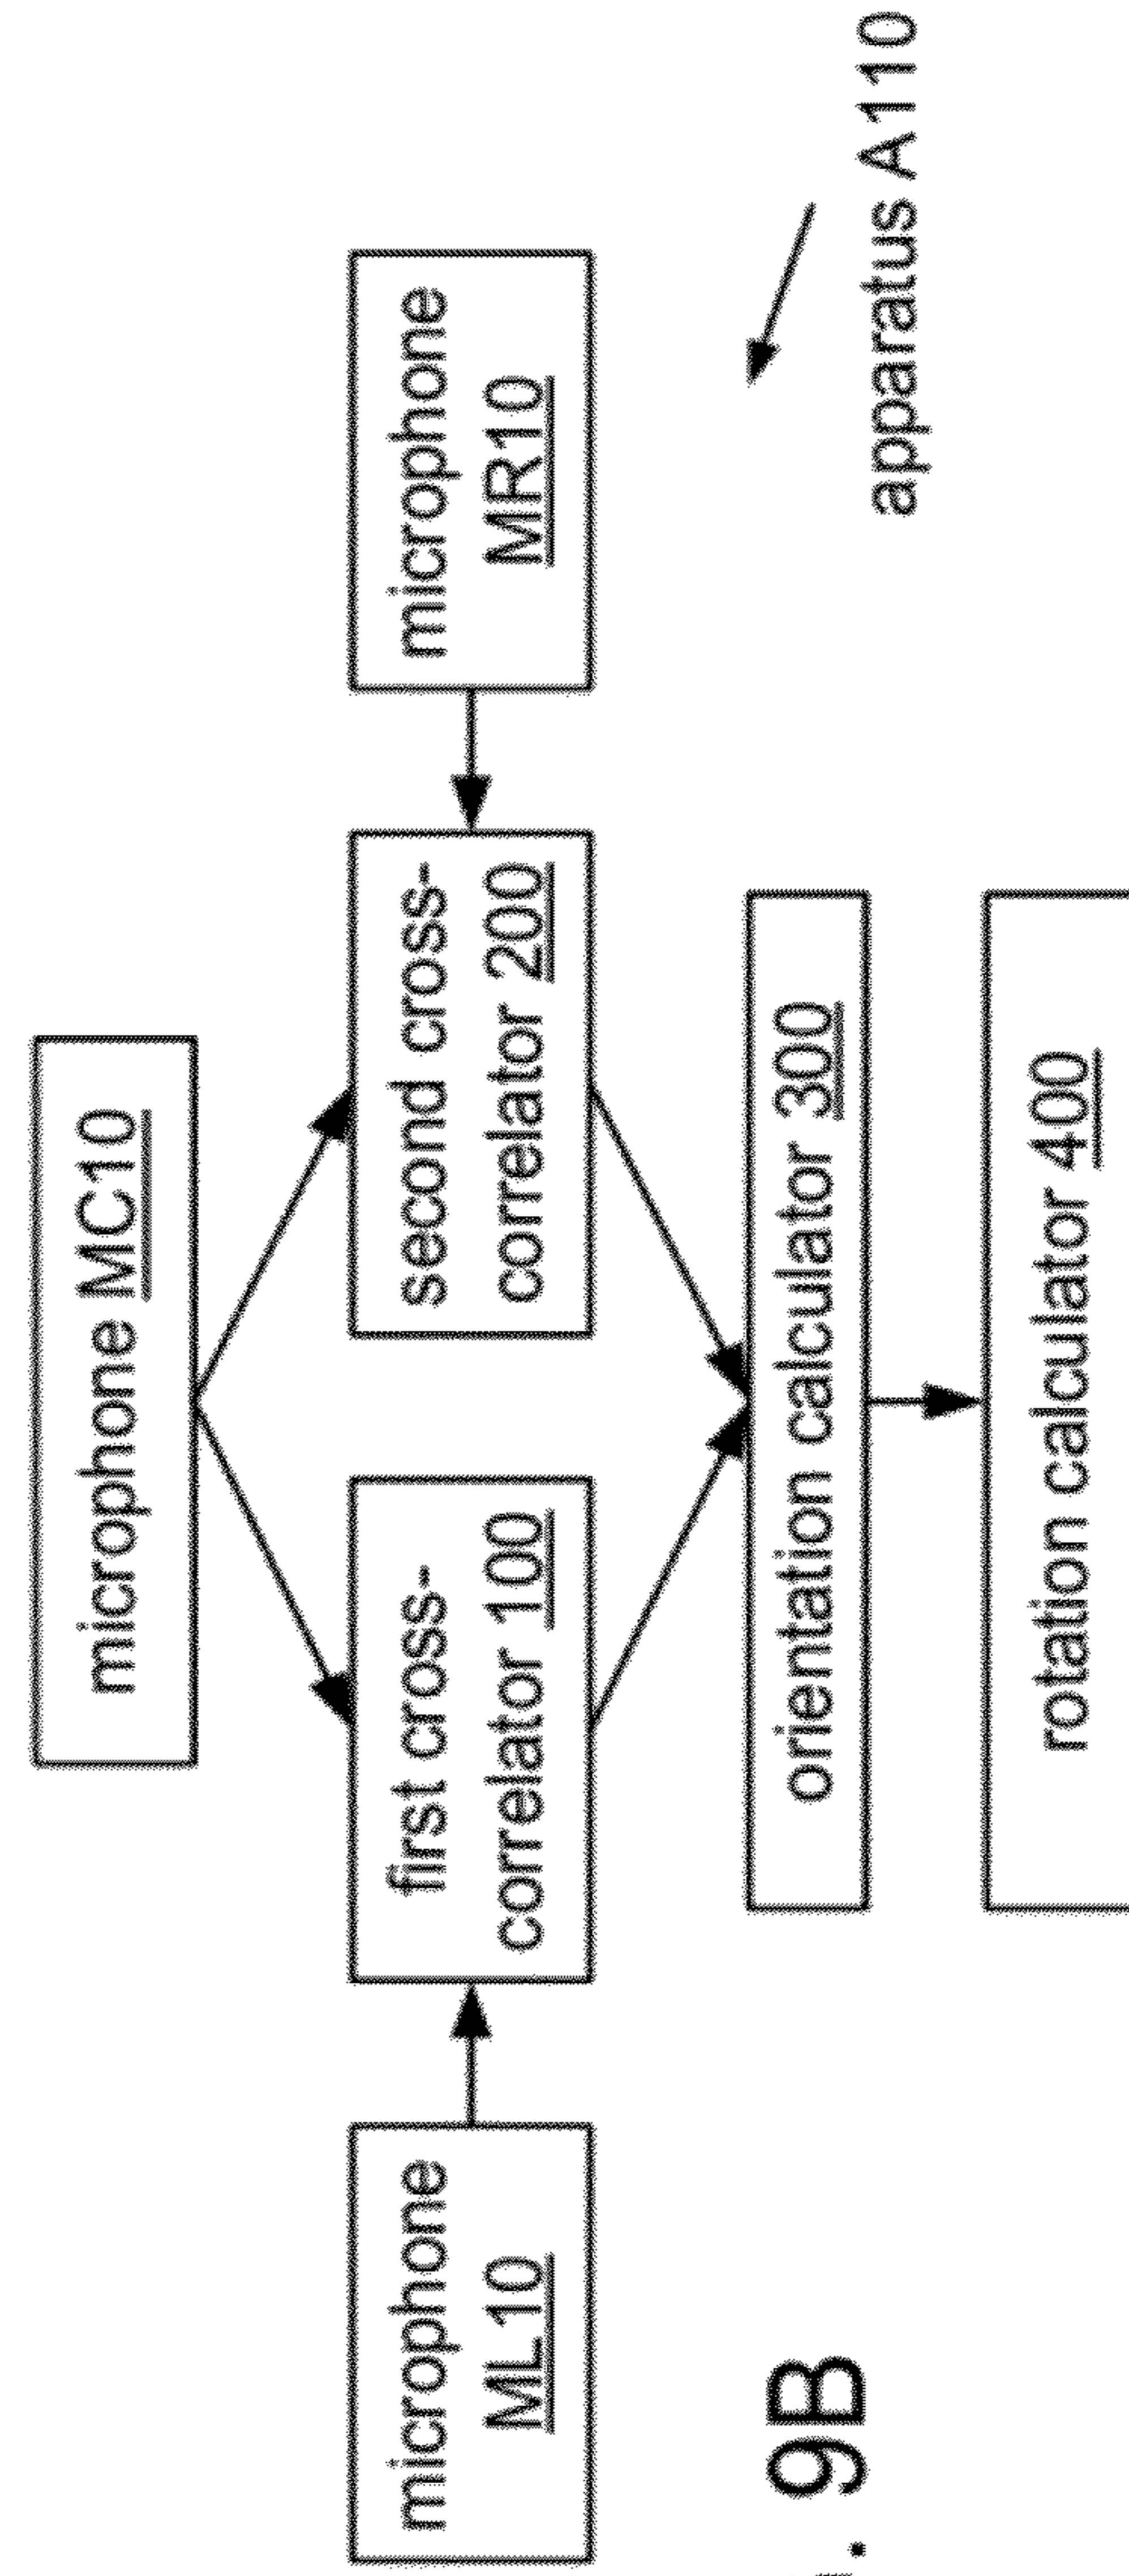 microphone MC10
microphone
ML10
first cross-
correlator 100
second cross-
correlator 200
microphone
MR10
orientation calculator 300
rotation calculator 400
apparatus A110
. 9B